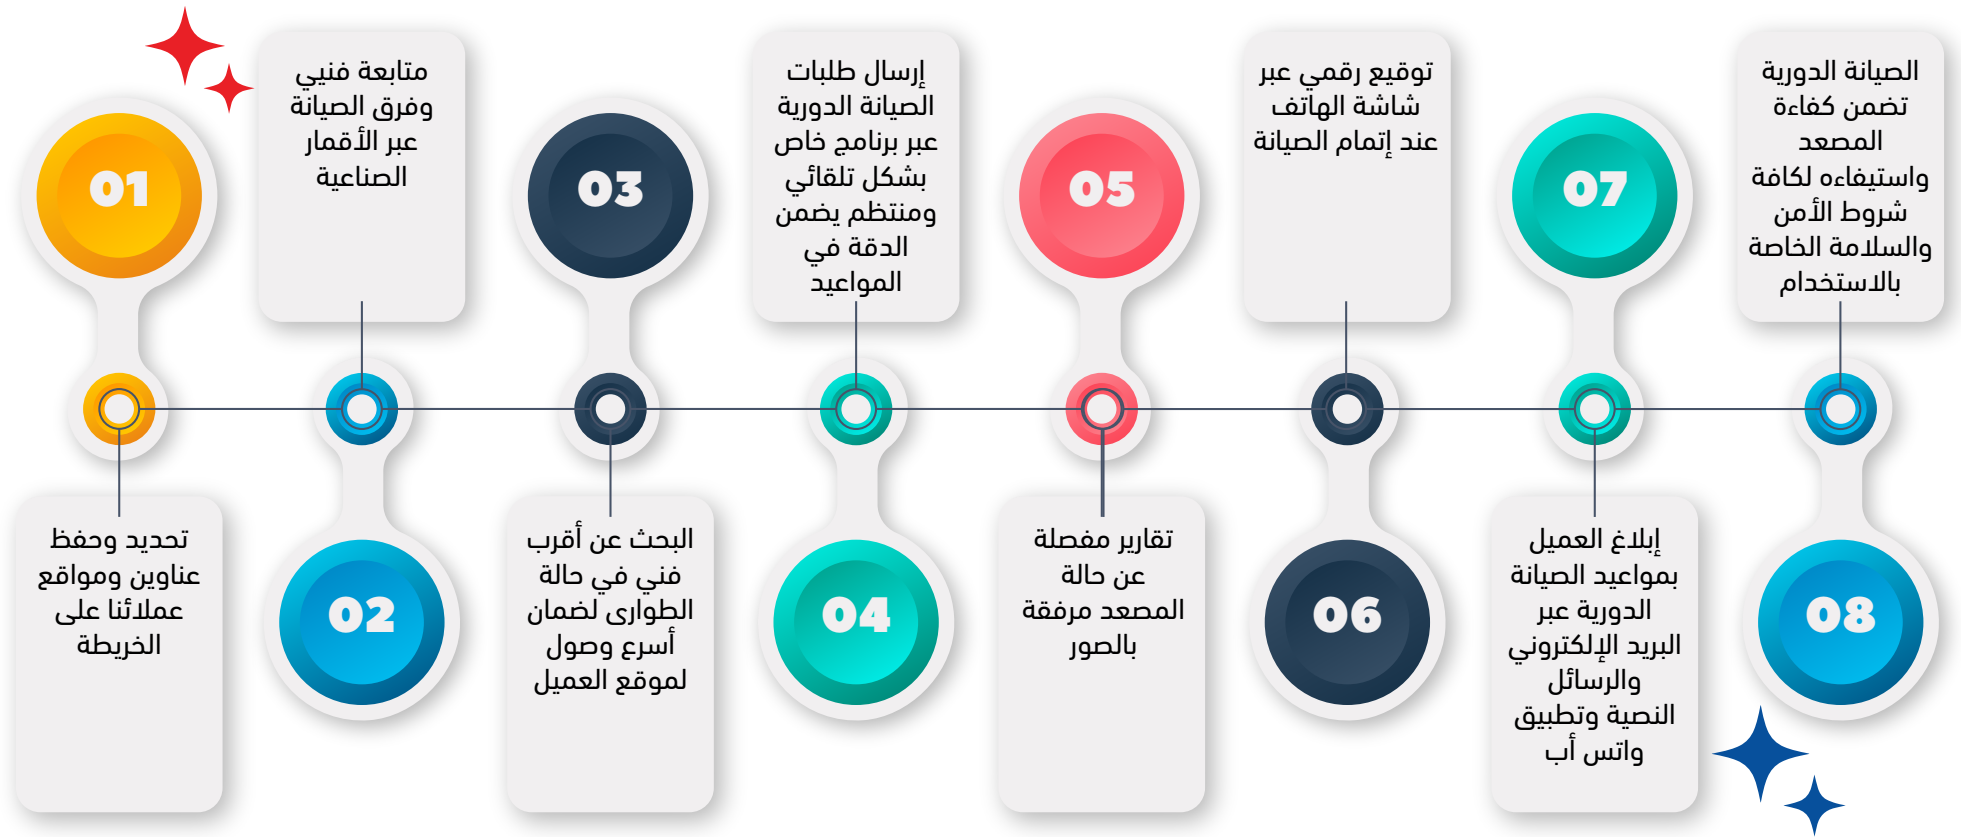 01
تحديد وحفظ
عناوين ومواقع
عملائنا على
الخريطة
02
متابعة فنيي
وفرق الصيانة
عبر الأقمار
الصناعية
03
البحث عن أقرب
فني في حالة
الطوارى لضمان
أسرع وصول
لموقع العميل
04
إرسال طلبات
الصيانة الدورية
عبر برنامج خاص
بشكل تلقائي
ومنتظم يضمن
الدقة في
المواعيد
05
تقارير مفصلة
عن حالة
المصعد مرفقة
بالصور
06
توقيع رقمي عبر
شاشة الهاتف
عند إتمام الصيانة
07
إبلاغ العميل
بمواعيد الصيانة
الدورية عبر
البريد الإلكتروني
والرسائل
النصية وتطبيق
واتس أب
08
الصيانة الدورية
تضمن كفاءة
المصعد
واستيفاءه لكافة
شروط الأمن
والسلامة الخاصة
بالاستخدام